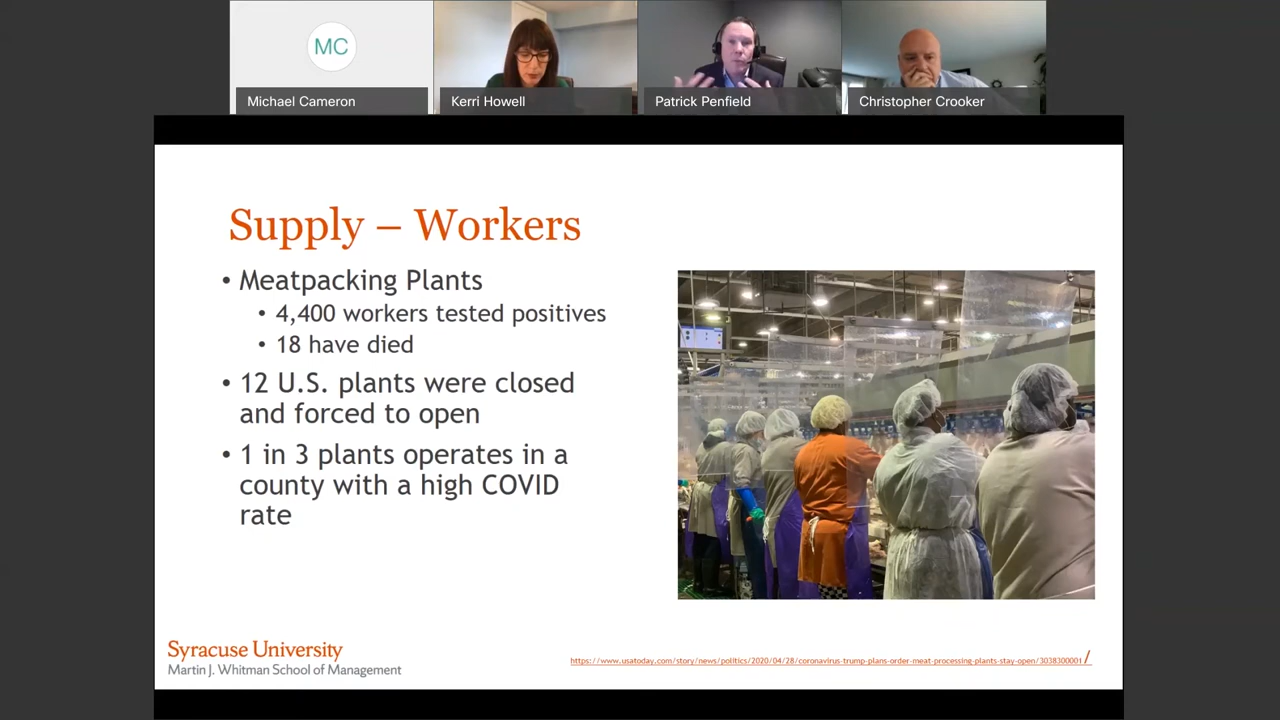 MC
Michael Cameron
Kerri Howell
Patrick Penfield
Christopher Crooker
Supply – Workers
• Meatpacking Plants
• 4,400 workers tested positives
• 18 have died
• 12 U.S. plants were closed
and forced to open
• 1 in 3 plants operates in a
county with a high COVID
rate
Syracuse University
Martin J. Whitman School of Management
https://www.usatoday.com/story/news/politics/2020/04/28/coronavirus-trump-plans-order-meat-processing-plants-stay-open/3038300001/